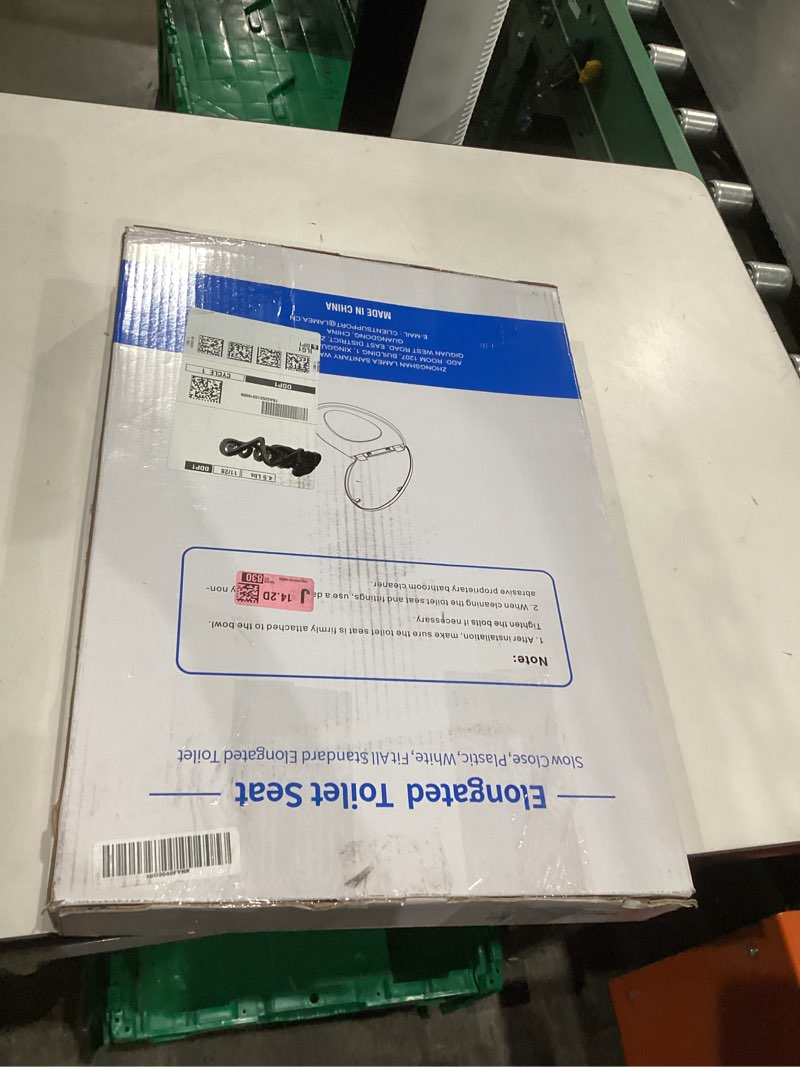 Elongated Toilet Seat
Slow Close, Plastic, White, Fit All Standard Elongated Toilet
Note:
1. After installation, make sure the toilet seat is firmly attached to the bowl.
Tighten the bolts if necessary.
2. When cleaning the toilet seat and fittings, use a da y non-
abrasive proprietary bathroom cleaner.
J 14.2D
830
4.5 Lbs 11/28 DDP1
DDP1
CYCLE 1
ZHONGSHAN LAMEA SANITARY
ADD: ROOM 1207, BUILDING 1, XINGGU
QIGUAN WEST ROAD, EAST DISTRICT, Z
GUANGDONG, CHINA
E-MAIL: CLIENTSUPPORT@LAMEA.CN
MADE IN CHINA